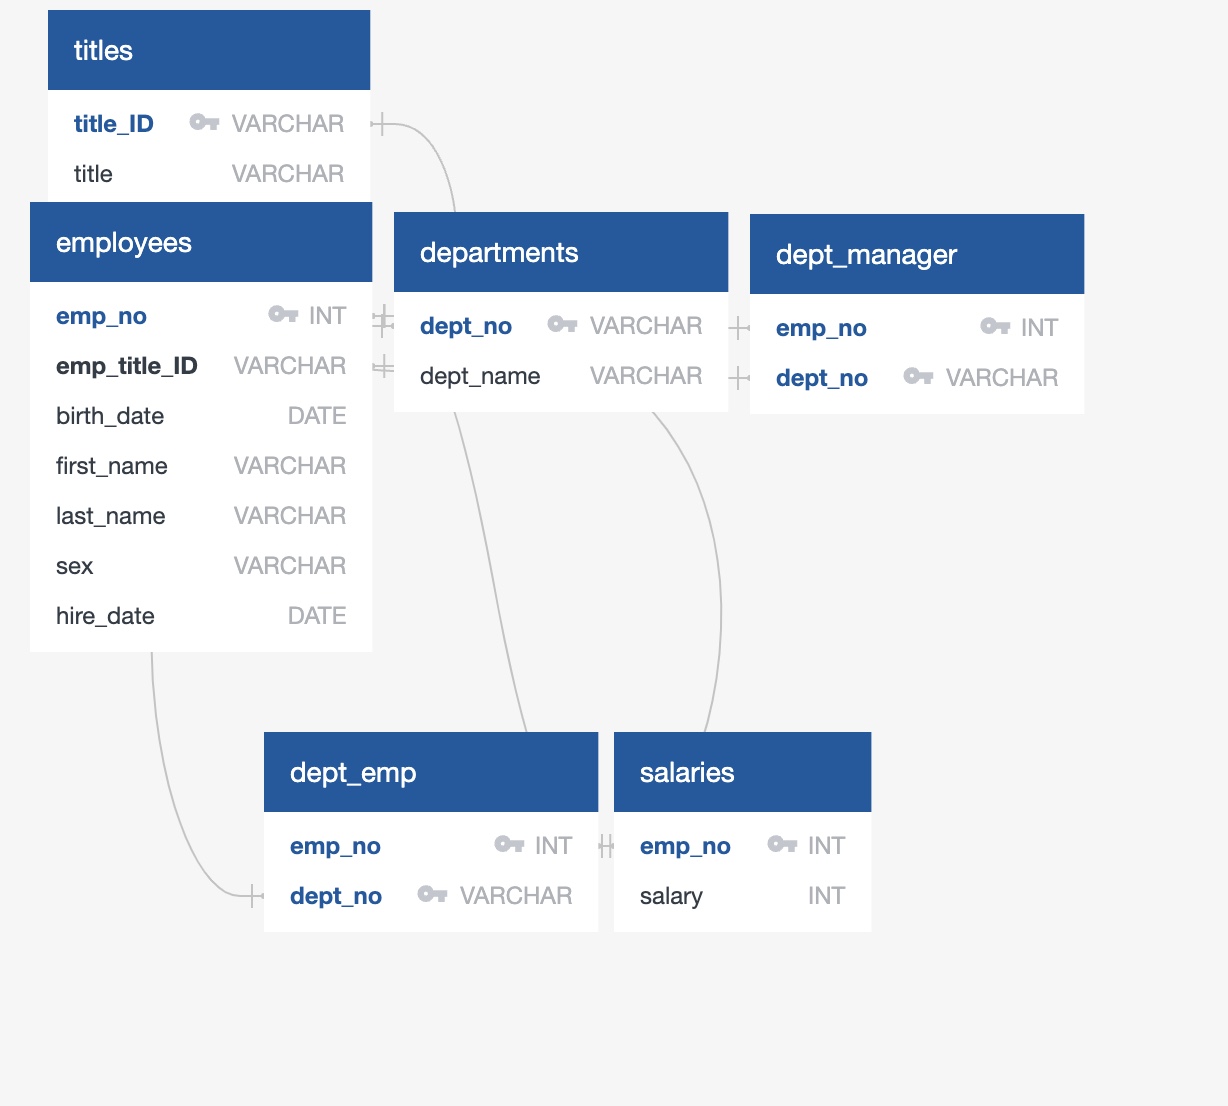 titles
title_ID VARCHAR
title VARCHAR
employees
emp_no INT
emp_title_ID VARCHAR
birth_date DATE
first_name VARCHAR
last_name VARCHAR
sex VARCHAR
hire_date DATE
departments
dept_no VARCHAR
dept_name VARCHAR
dept_manager
emp_no INT
dept_no VARCHAR
dept_emp
emp_no INT
dept_no VARCHAR
salaries
emp_no INT
salary INT